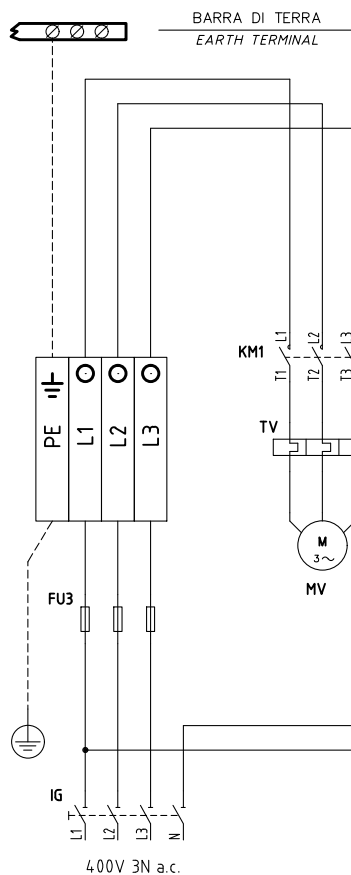 BARRA DI TERRA
EARTH TERMINAL
KM1
L1
L2
L3
T1
T2
T3
PE
L1
L2
L3
TV
M
3~
MV
FU3
IG
L1
L2
L3
N
400V 3N a.c.